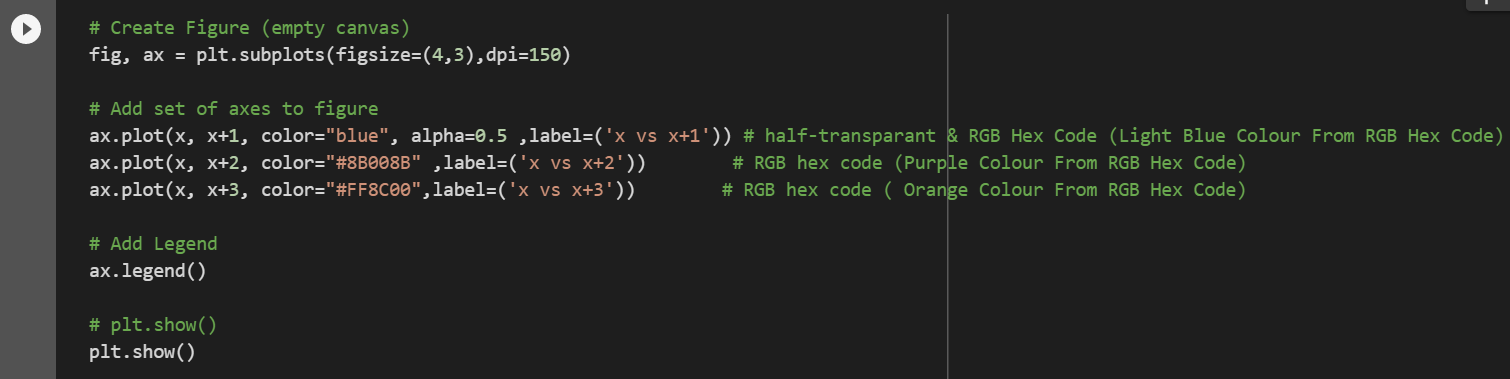 # Create Figure (empty canvas)
fig, ax = plt.subplots(figsize=(4,3),dpi=150)
# Add set of axes to figure
ax.plot(x, x+1, color="blue", alpha=0.5 ,label=('x vs x+1')) # half-transparant & RGB Hex Code (Light Blue Colour From RGB Hex Code)
ax.plot(x, x+2, color="#8B008B" ,label=('x vs x+2'))        # RGB hex code (Purple Colour From RGB Hex Code)
ax.plot(x, x+3, color="#FF8C00",label=('x vs x+3'))        # RGB hex code ( Orange Colour From RGB Hex Code)
# Add Legend
ax.legend()
# plt.show()
plt.show()